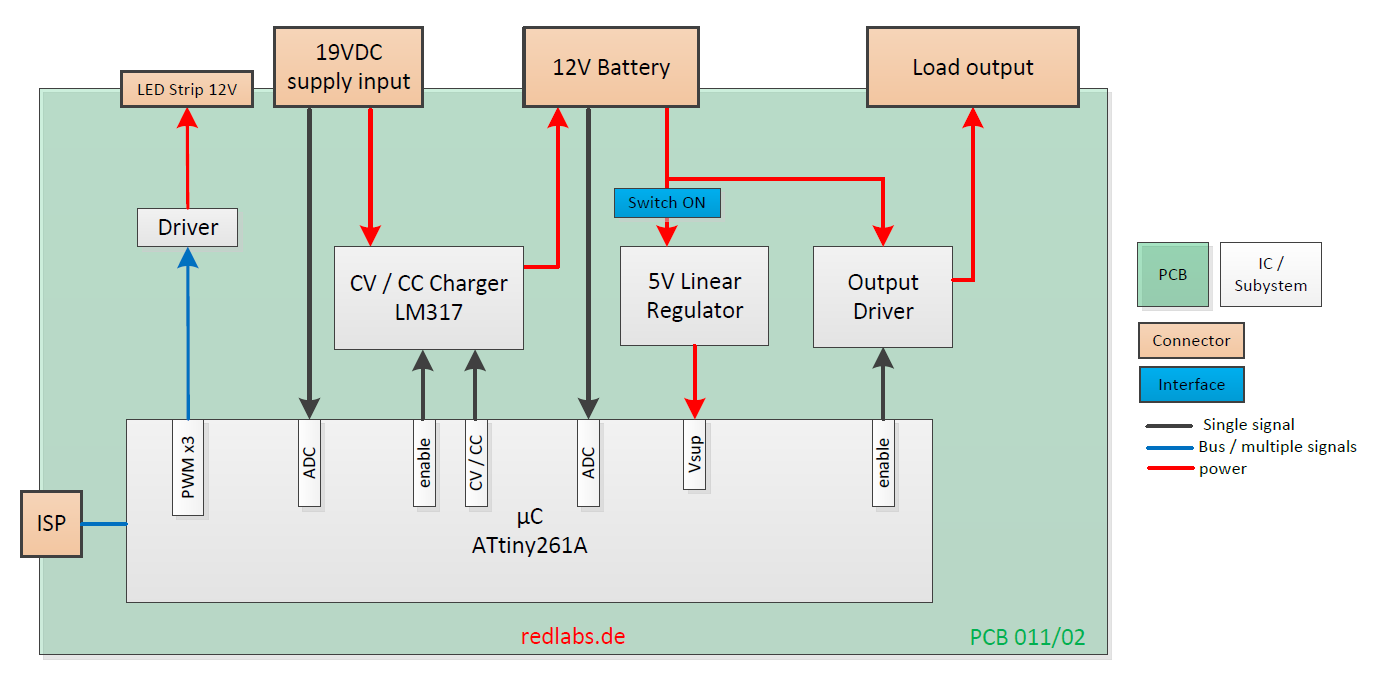 19VDC
supply input
12V Battery
Load output
LED Strip 12V
Switch ON
Driver
CV / CC Charger
LM317
5V Linear
Regulator
Output
Driver
PWM x3
ADC
enable
CV / CC
ADC
Vsup
enable
ISP
µC
ATtiny261A
redlabs.de
PCB 011/02
PCB
IC /
Subystem
Connector
Interface
Single signal
Bus / multiple signals
power